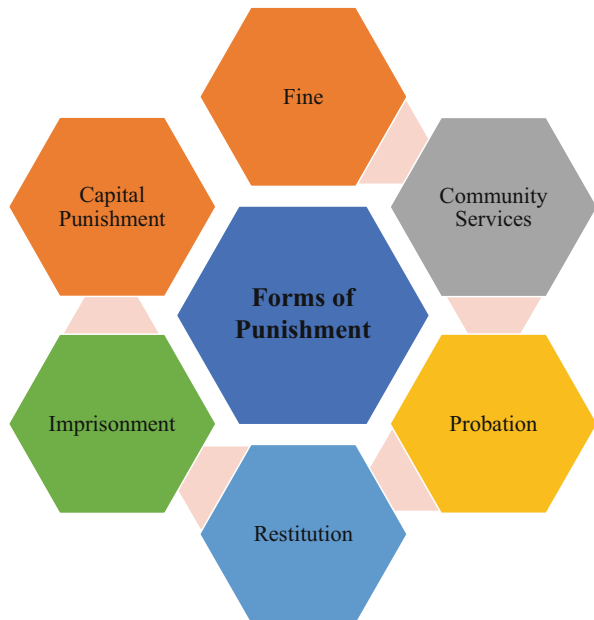 Fine
Community
Services
Probation
Restitution
Imprisonment
Capital
Punishment
Forms of
Punishment